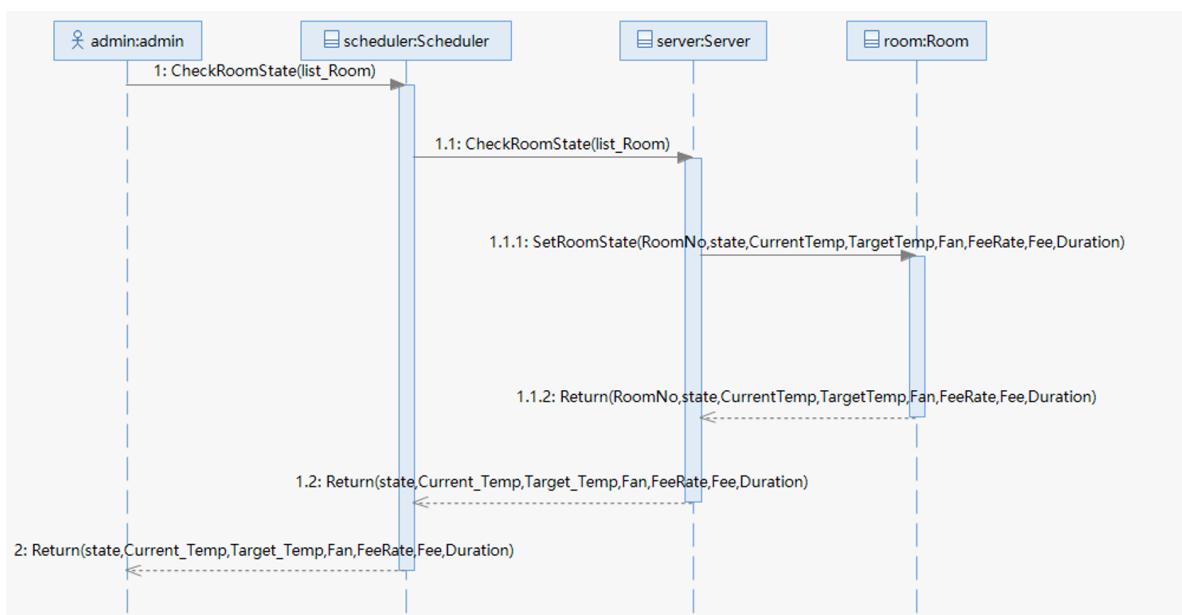 admin:admin
scheduler:Scheduler
server:Server
room:Room
1: CheckRoomState(list_Room)
1.1: CheckRoomState(list_Room)
1.1.1: SetRoomState(RoomNo,state,CurrentTemp,TargetTemp,Fan,FeeRate,Fee,Duration)
1.1.2: Return(RoomNo,state,CurrentTemp,TargetTemp,Fan,FeeRate,Fee,Duration)
1.2: Return(state,Current_Temp,Target_Temp,Fan,FeeRate,Fee,Duration)
2: Return(state,Current_Temp,Target_Temp,Fan,FeeRate,Fee,Duration)